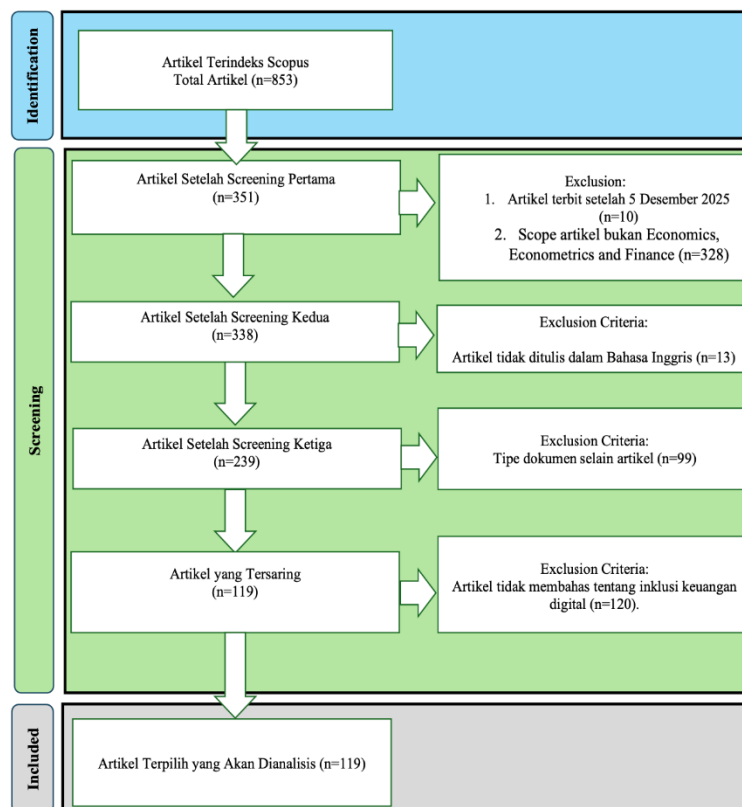 Identification
Artikel Terindeks Scopus
Total Artikel (n=853)
Screening
Artikel Setelah Screening Pertama
(n=351)
Exclusion:
1. Artikel terbit setelah 5 Desember 2025
(n=10)
2. Scope artikel bukan Economics,
Econometrics and Finance (n=328)
Artikel Setelah Screening Kedua
(n=338)
Exclusion Criteria:
Artikel tidak ditulis dalam Bahasa Inggris (n=13)
Artikel Setelah Screening Ketiga
(n=239)
Exclusion Criteria:
Tipe dokumen selain artikel (n=99)
Artikel yang Tersaring
(n=119)
Exclusion Criteria:
Artikel tidak membahas tentang inklusi keuangan
digital (n=120).
Included
Artikel Terpilih yang Akan Dianalisis (n=119)